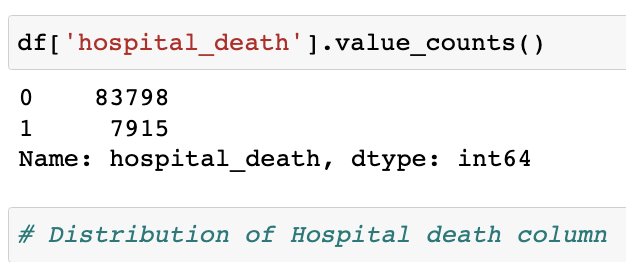 df['hospital_death'].value_counts()
0    83798
1     7915
Name: hospital_death, dtype: int64
# Distribution of Hospital death column